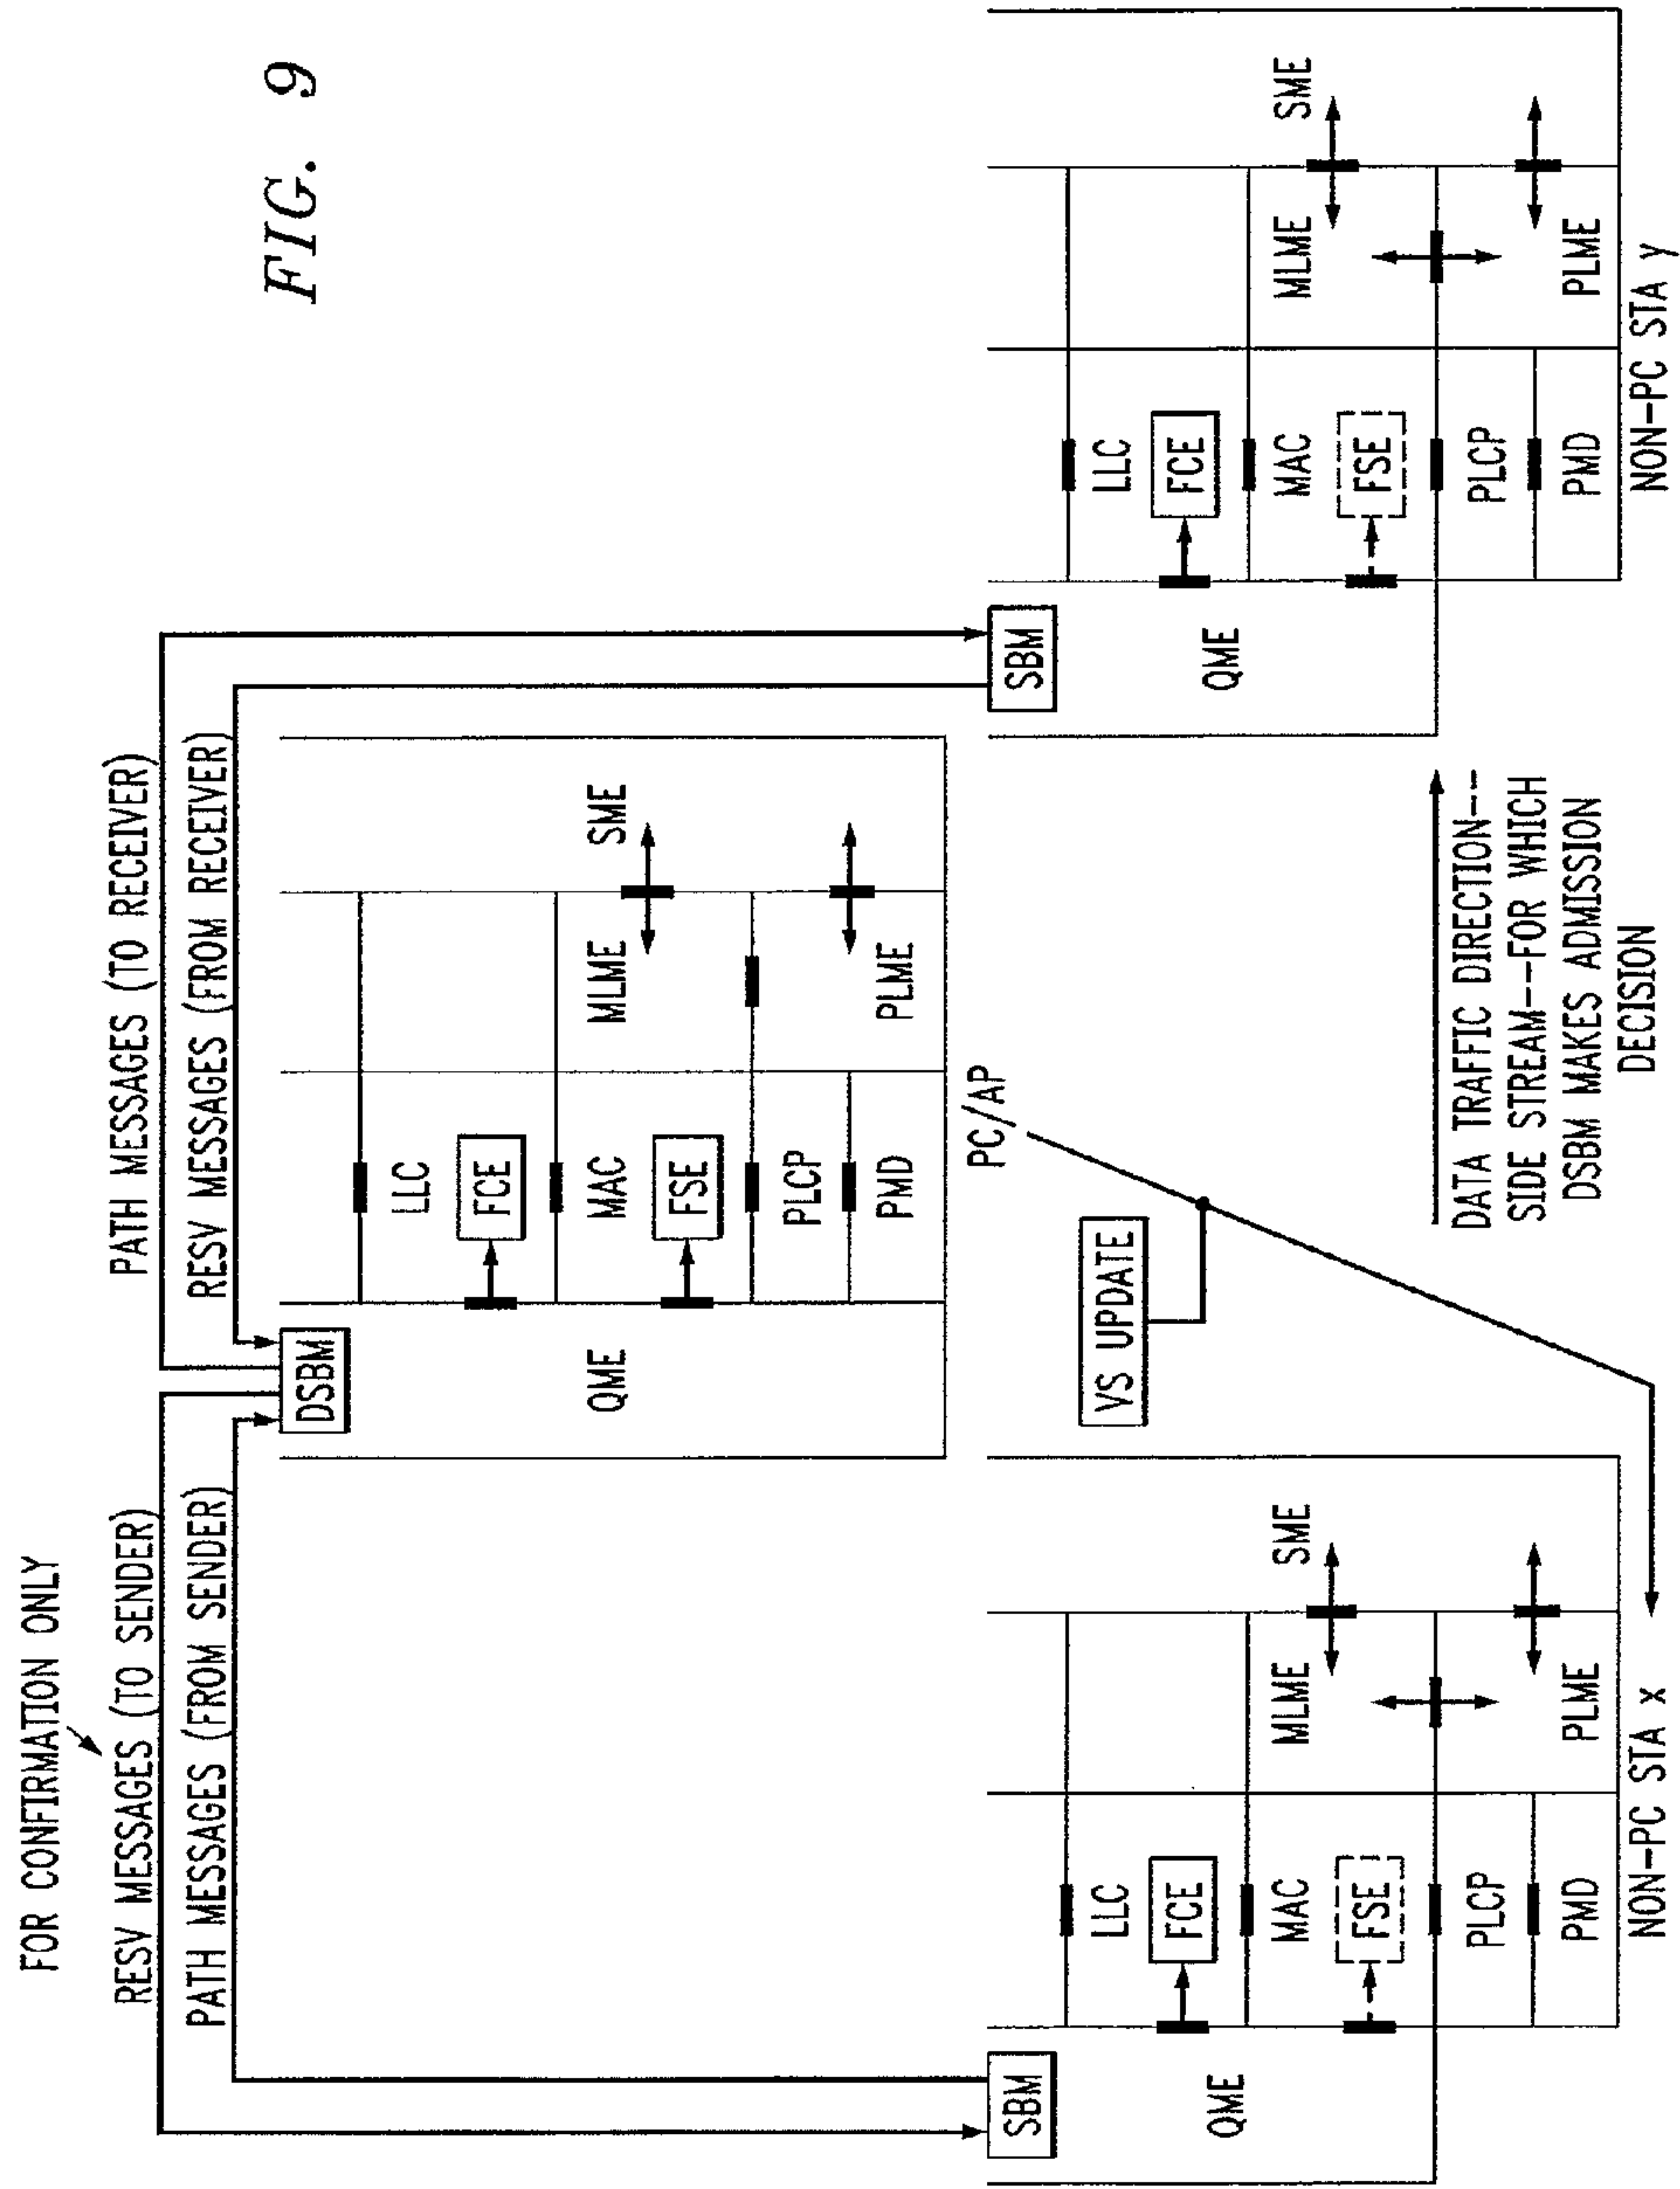 FIG. 9
FOR CONFIRMATION ONLY
RESV MESSAGES (TO SENDER)
PATH MESSAGES (FROM SENDER)
PATH MESSAGES (TO RECEIVER)
RESV MESSAGES (FROM RECEIVER)
DSBM
QME
LLC
FCE
MAC
FSE
PLCP
PMD
MLME
SME
PLME
PC/AP
VS UPDATE
SBM
QME
LLC
FCE
MAC
FSE
PLCP
PMD
MLME
SME
PLME
NON-PC STA x
DATA TRAFFIC DIRECTION--
SIDE STREAM--FOR WHICH
DSBM MAKES ADMISSION
DECISION
SBM
QME
LLC
FCE
MAC
FSE
PLCP
PMD
MLME
SME
PLME
NON-PC STA y